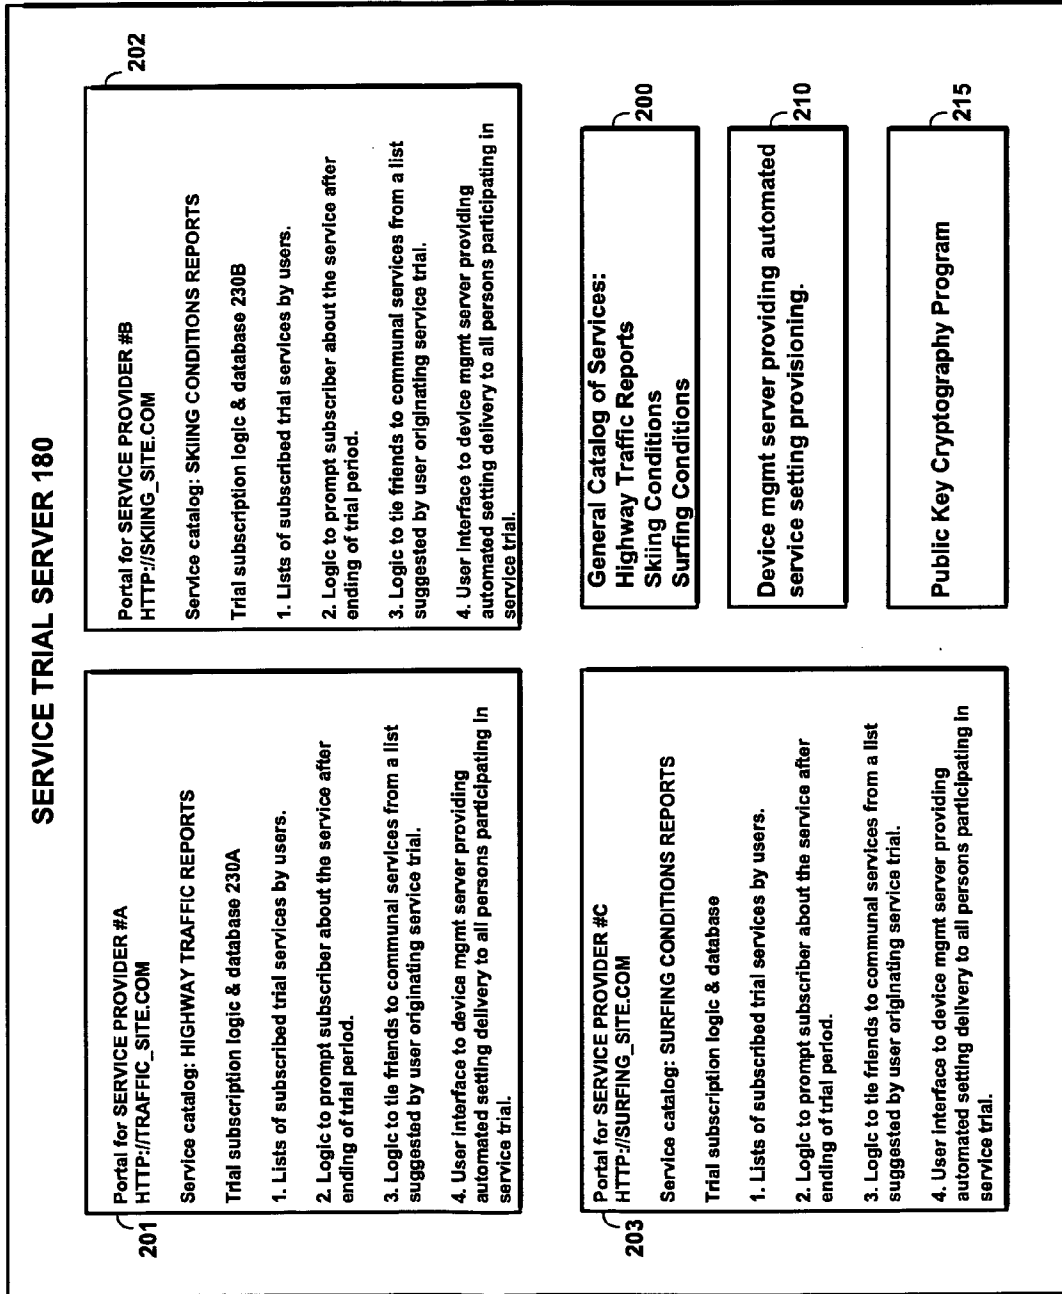 SERVICE TRIAL SERVER 180
201
Portal for SERVICE PROVIDER #A
HTTP://TRAFFIC_SITE.COM
Service catalog: HIGHWAY TRAFFIC REPORTS
Trial subscription logic & database 230A
1. Lists of subscribed trial services by users.
2. Logic to prompt subscriber about the service after
ending of trial period.
3. Logic to tie friends to communal services from a list
suggested by user originating service trial.
4. User interface to device mgmt server providing
automated setting delivery to all persons participating in
service trial.
202
Portal for SERVICE PROVIDER #B
HTTP://SKIING_SITE.COM
Service catalog: SKIING CONDITIONS REPORTS
Trial subscription logic & database 230B
1. Lists of subscribed trial services by users.
2. Logic to prompt subscriber about the service after
ending of trial period.
3. Logic to tie friends to communal services from a list
suggested by user originating service trial.
4. User interface to device mgmt server providing
automated setting delivery to all persons participating in
service trial.
203
Portal for SERVICE PROVIDER #C
HTTP://SURFING_SITE.COM
Service catalog: SURFING CONDITIONS REPORTS
Trial subscription logic & database
1. Lists of subscribed trial services by users.
2. Logic to prompt subscriber about the service after
ending of trial period.
3. Logic to tie friends to communal services from a list
suggested by user originating service trial.
4. User interface to device mgmt server providing
automated setting delivery to all persons participating in
service trial.
200
General Catalog of Services:
Highway Traffic Reports
Skiing Conditions
Surfing Conditions
210
Device mgmt server providing automated
service setting provisioning.
215
Public Key Cryptography Program